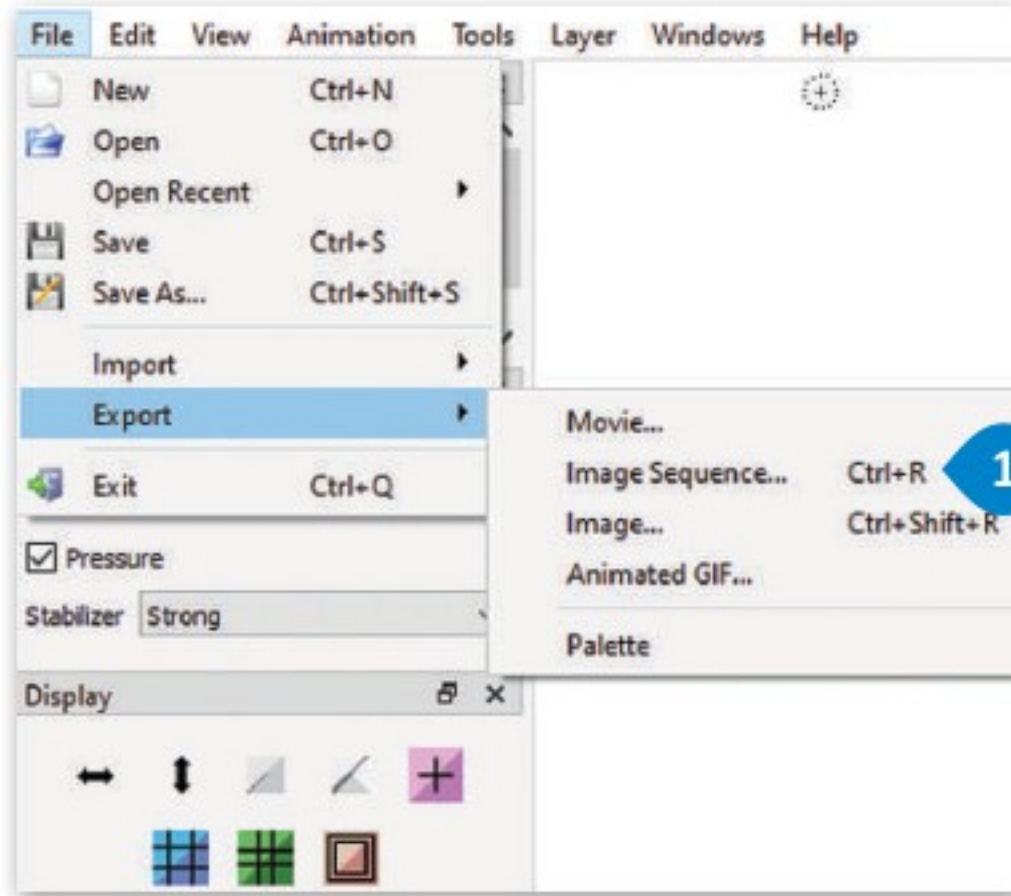 File Edit View Animation Tools Layer Windows Help
New Ctrl+N
Open Ctrl+O
Open Recent
Save Ctrl+S
Save As... Ctrl+Shift+S
Import
Export
Exit Ctrl+Q
Movie...
Image Sequence... Ctrl+R
1
Image... Ctrl+Shift+R
Animated GIF...
Palette
Pressure
Stabilizer Strong
Display